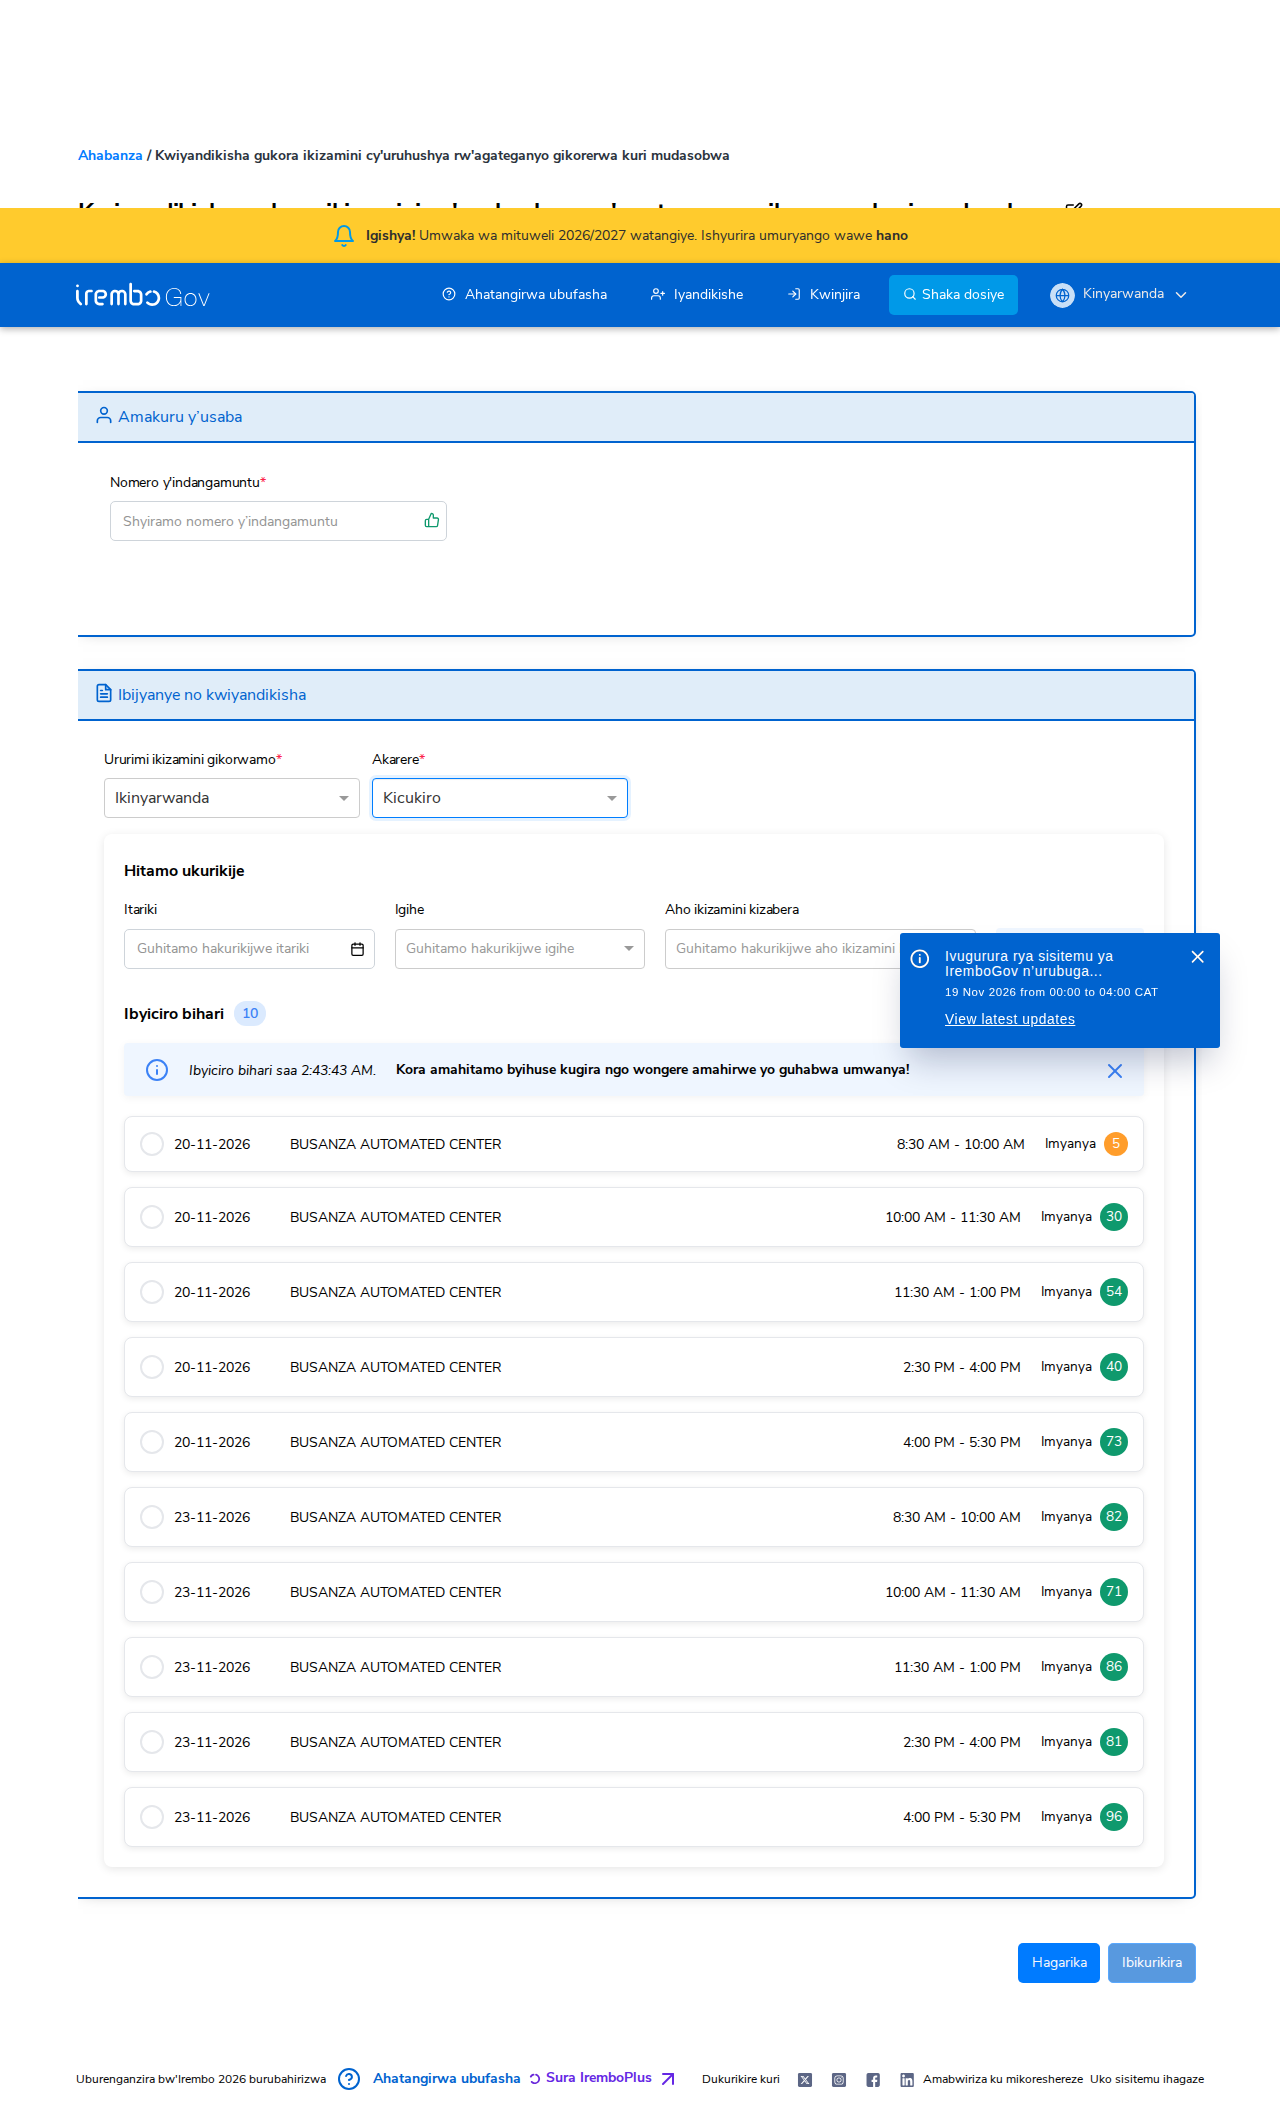 Ahabanza / Kwiyandikisha gukora ikizamini cy'uruhushya rw'agateganyo gikorerwa kuri mudasobwa
Igishya! Umwaka wa mituweli 2026/2027 watangiye. Ishyurira umuryango wawe hano
irembo Gov
Ahatangirwa ubufasha
Iyandikishe
Kwinjira
Shaka dosiye
Kinyarwanda
Amakuru y’usaba
Nomero y'indangamuntu*
Shyiramo nomero y’indangamuntu
Ibijyanye no kwiyandikisha
Ururimi ikizamini gikorwamo* Akarere*
Ikinyarwanda Kicukiro
Hitamo ukurikije
Itariki Igihe Aho ikizamini kizabera
Guhitamo hakurikijwe itariki Guhitamo hakurikijwe igihe Guhitamo hakurikijwe aho ikizamini
Ivugurura rya sisitemu ya
IremboGov n’urubuga...
19 Nov 2026 from 00:00 to 04:00 CAT
View latest updates
Ibyiciro bihari 10
Ibyiciro bihari saa 2:43:43 AM. Kora amahitamo byihuse kugira ngo wongere amahirwe yo guhabwa umwanya!
20-11-2026 BUSANZA AUTOMATED CENTER 8:30 AM - 10:00 AM Imyanya 5
20-11-2026 BUSANZA AUTOMATED CENTER 10:00 AM - 11:30 AM Imyanya 30
20-11-2026 BUSANZA AUTOMATED CENTER 11:30 AM - 1:00 PM Imyanya 54
20-11-2026 BUSANZA AUTOMATED CENTER 2:30 PM - 4:00 PM Imyanya 40
20-11-2026 BUSANZA AUTOMATED CENTER 4:00 PM - 5:30 PM Imyanya 73
23-11-2026 BUSANZA AUTOMATED CENTER 8:30 AM - 10:00 AM Imyanya 82
23-11-2026 BUSANZA AUTOMATED CENTER 10:00 AM - 11:30 AM Imyanya 71
23-11-2026 BUSANZA AUTOMATED CENTER 11:30 AM - 1:00 PM Imyanya 86
23-11-2026 BUSANZA AUTOMATED CENTER 2:30 PM - 4:00 PM Imyanya 81
23-11-2026 BUSANZA AUTOMATED CENTER 4:00 PM - 5:30 PM Imyanya 96
Hagarika Ibikurikira
Uburenganzira bw'Irembo 2026 burubahirizwa Ahatangirwa ubufasha Sura IremboPlus Dukurikire kuri Amabwiriza ku mikoreshereze Uko sisitemu ihagaze